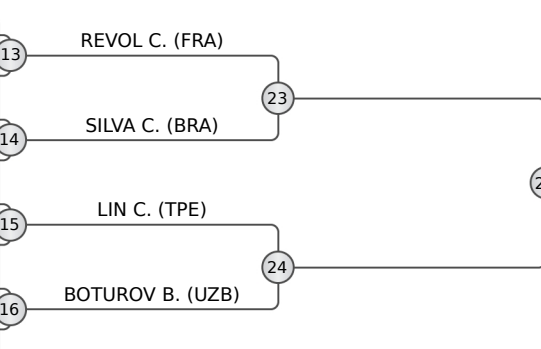 REVOL C. (FRA)
13
23
SILVA C. (BRA)
14
LIN C. (TPE)
15
24
BOTUROV B. (UZB)
16